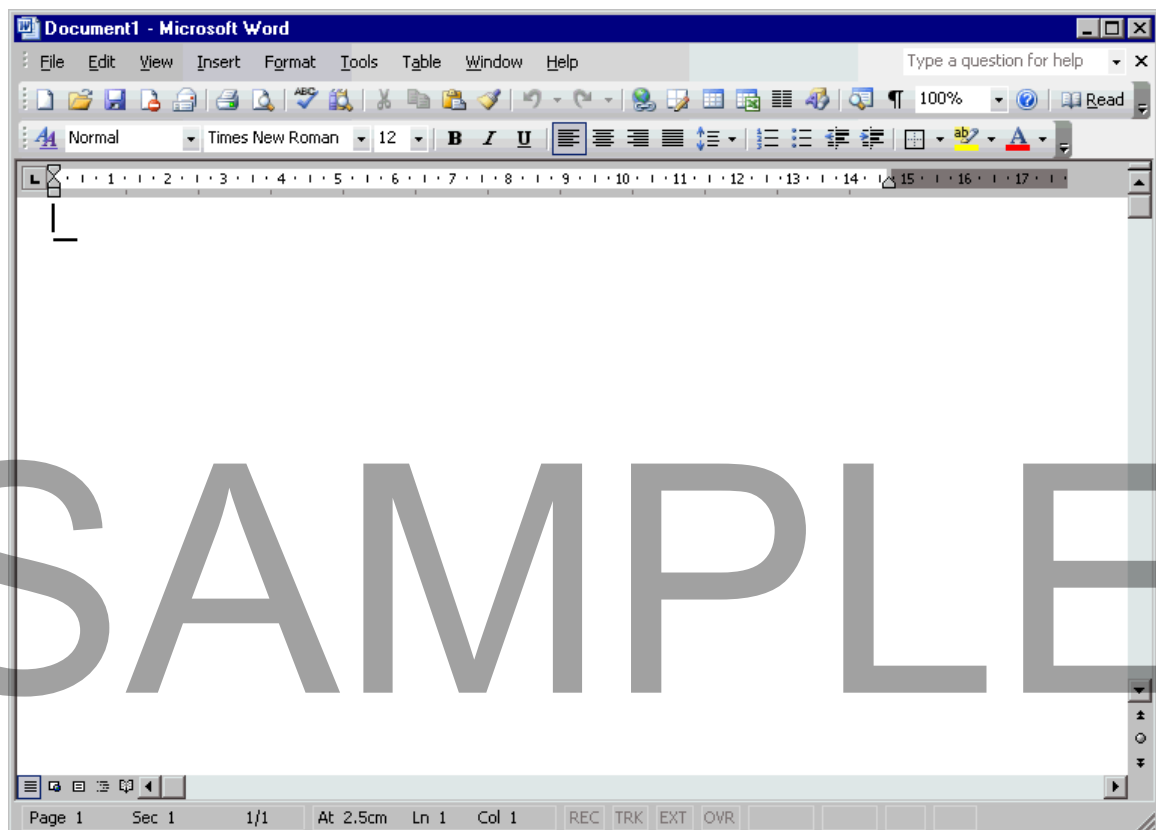 Document1 - Microsoft Word
File Edit View Insert Format Tools Table Window Help Type a question for help
100% Read
Normal Times New Roman 12 B I U
1 2 3 4 5 6 7 8 9 10 11 12 13 14 15 16 17
SAMPLE
Page 1 Sec 1 1/1 At 2.5cm Ln 1 Col 1 REC TRK EXT OVR